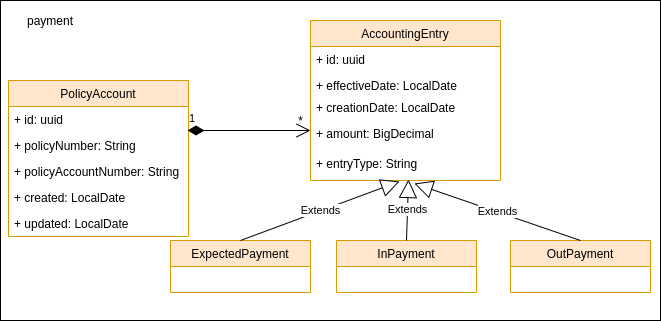 payment
AccountingEntry
+ id: uuid
+ effectiveDate: LocalDate
+ creationDate: LocalDate
+ amount: BigDecimal
+ entryType: String
PolicyAccount
+ id: uuid
+ policyNumber: String
+ policyAccountNumber: String
+ created: LocalDate
+ updated: LocalDate
1
*
Extends
Extends
Extends
ExpectedPayment
InPayment
OutPayment